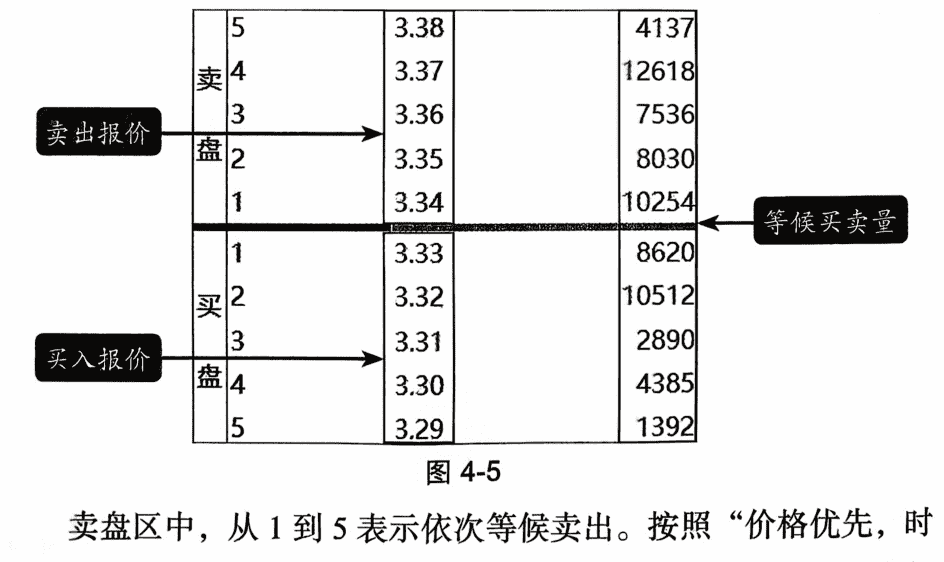 5 3.38 4137
卖 4 3.37 12618
3 3.36 7536
卖出报价
盘 2 3.35 8030
1 3.34 10254
等候买卖量
1 3.33 8620
买 2 3.32 10512
3 3.31 2890
买入报价
盘 4 3.30 4385
5 3.29 1392
图 4-5
卖盘区中，从 1 到 5 表示依次等候卖出。按照“价格优先，时